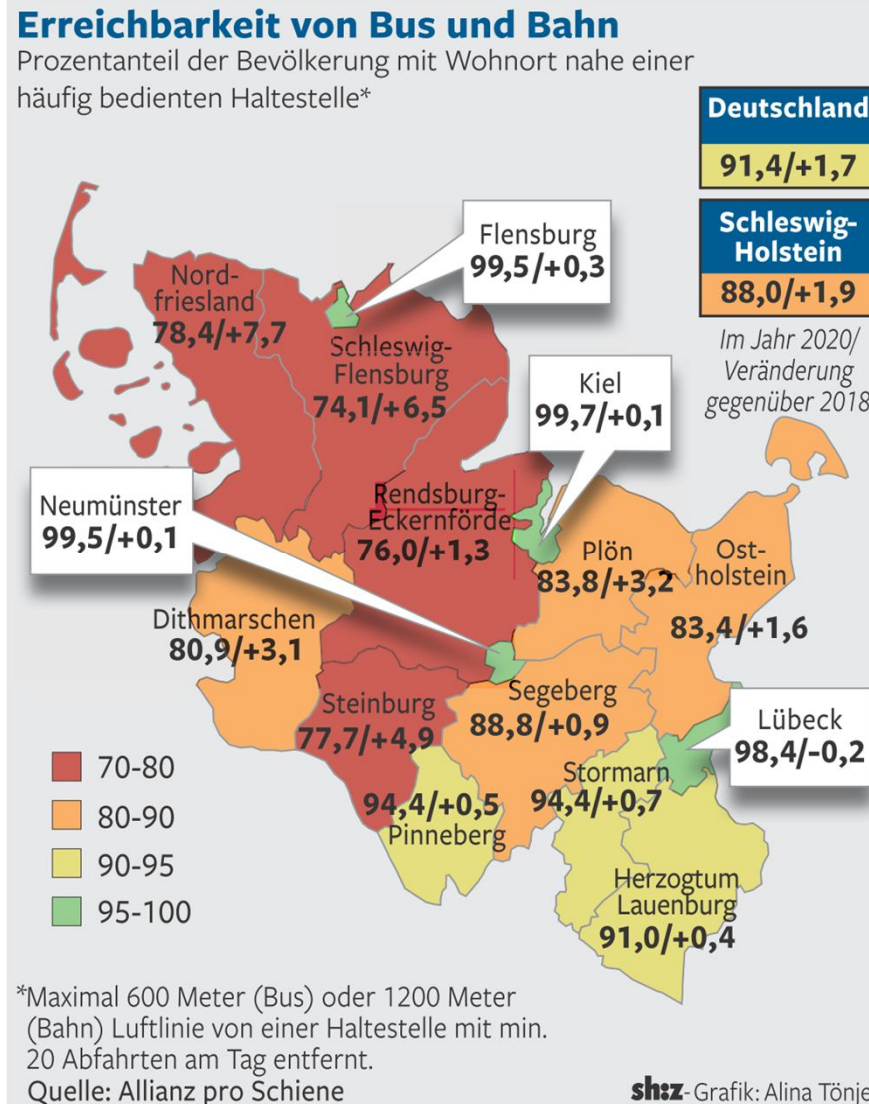 Erreichbarkeit von Bus und Bahn
Prozentanteil der Bevölkerung mit Wohnort nahe einer
häufig bedienten Haltestelle*
Deutschland
91,4/+1,7
Schleswig-
Holstein
88,0/+1,9
Im Jahr 2020/
Veränderung
gegenüber 2018
Flensburg
99,5/+0,3
Nord-
friesland
78,4/+7,7
Schleswig-
Flensburg
74,1/+6,5
Kiel
99,7/+0,1
Neumünster
99,5/+0,1
Rendsburg-
Eckernförde
76,0/+1,3
Plön
83,8/+3,2
Ost-
holstein
83,4/+1,6
Dithmarschen
80,9/+3,1
Steinburg
77,7/+4,9
Segeberg
88,8/+0,9
Lübeck
98,4/-0,2
Stormarn
94,4/+0,7
94,4/+0,5
Pinneberg
Herzogtum
Lauenburg
91,0/+0,4
70-80
80-90
90-95
95-100
*Maximal 600 Meter (Bus) oder 1200 Meter
(Bahn) Luftlinie von einer Haltestelle mit min.
20 Abfahrten am Tag entfernt.
Quelle: Allianz pro Schiene
sh:z-Grafik: Alina Tönje